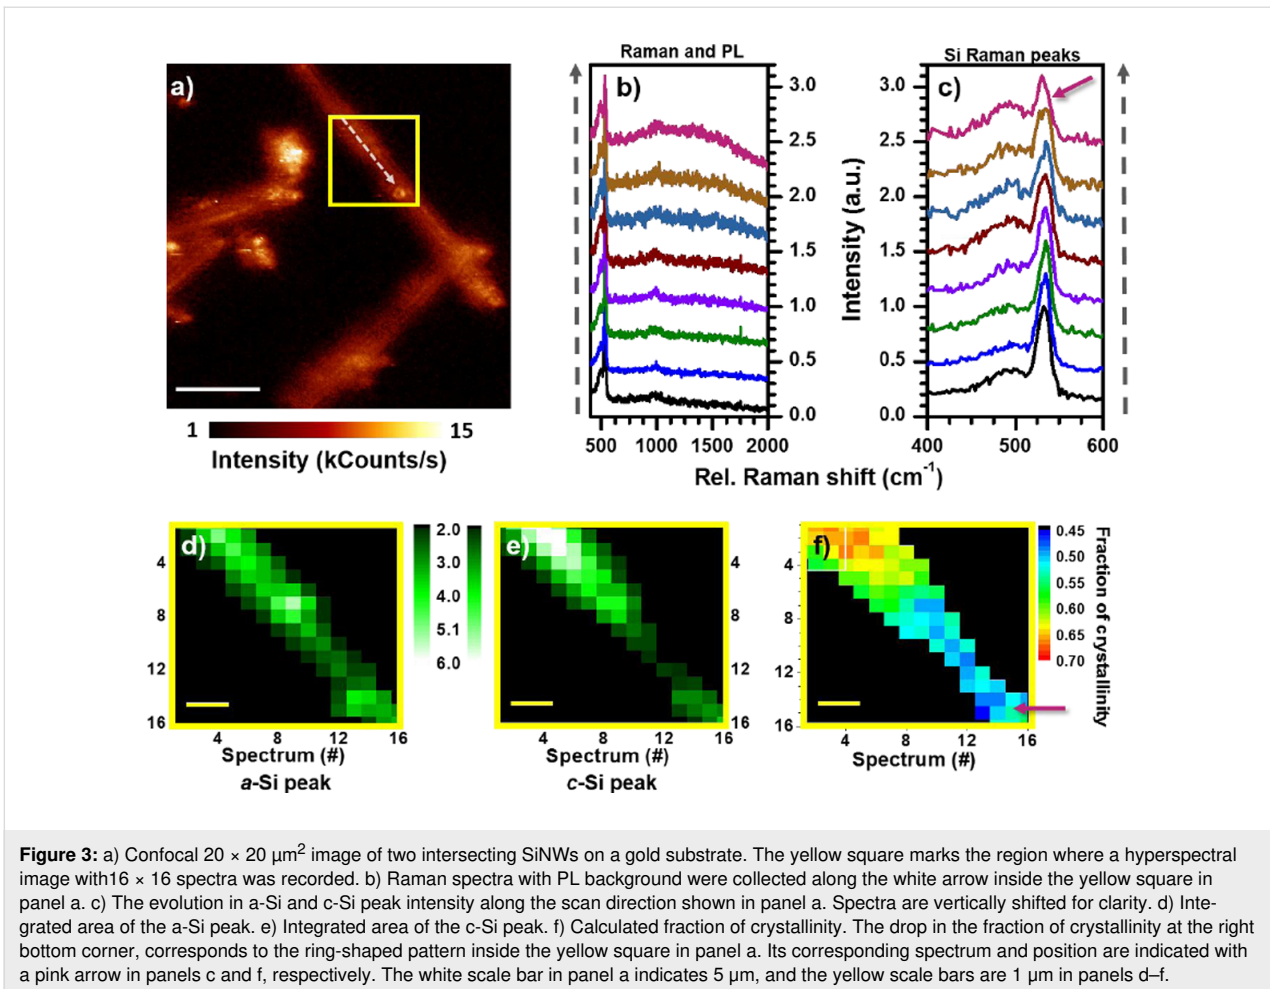 Raman and PL
Si Raman peaks
a)
b)
c)
3.0
2.5
2.0
1.5
1.0
0.5
0.0
Intensity (a.u.)
3.0
2.5
2.0
1.5
1.0
0.5
0.0
500 1000 1500 2000
400 500 600
Rel. Raman shift (cm-1)
1 15
Intensity (kCounts/s)
d)
4
8
12
16
4 8 12 16
Spectrum (#)
a-Si peak
2.0
3.0
4.0
5.1
6.0
e)
4
8
12
16
4 8 12 16
Spectrum (#)
c-Si peak
f)
4
8
12
16
4 8 12 16
Spectrum (#)
0.45
0.50
0.55
0.60
0.65
0.70
Fraction of crystallinity
Figure 3: a) Confocal 20 × 20 µm2 image of two intersecting SiNWs on a gold substrate. The yellow square marks the region where a hyperspectral
image with16 × 16 spectra was recorded. b) Raman spectra with PL background were collected along the white arrow inside the yellow square in
panel a. c) The evolution in a-Si and c-Si peak intensity along the scan direction shown in panel a. Spectra are vertically shifted for clarity. d) Inte-
grated area of the a-Si peak. e) Integrated area of the c-Si peak. f) Calculated fraction of crystallinity. The drop in the fraction of crystallinity at the right
bottom corner, corresponds to the ring-shaped pattern inside the yellow square in panel a. Its corresponding spectrum and position are indicated with
a pink arrow in panels c and f, respectively. The white scale bar in panel a indicates 5 µm, and the yellow scale bars are 1 µm in panels d–f.